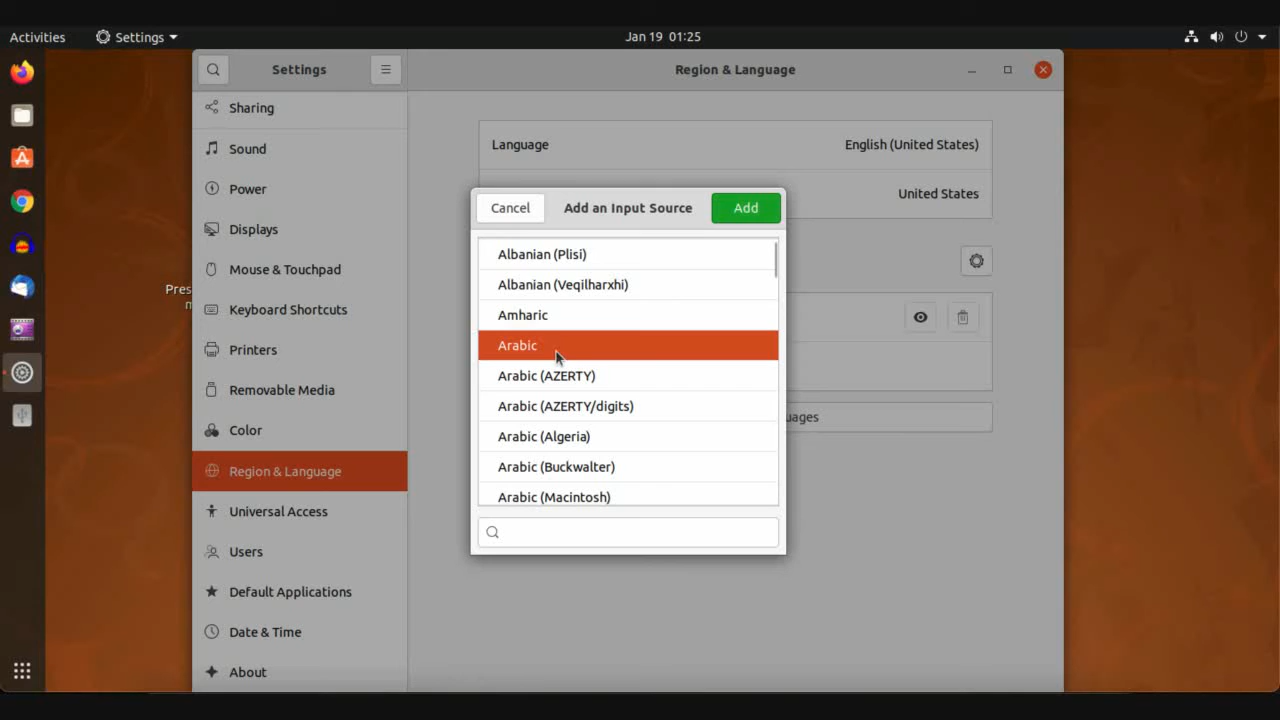 Activities Settings Jan 19 01:25
Settings Region & Language
Sharing
Sound
Power
Displays
Mouse & Touchpad
Keyboard Shortcuts
Printers
Removable Media
Color
Region & Language
Universal Access
Users
Default Applications
Date & Time
About
Pres
Language English (United States)
United States
uages
Cancel Add an Input Source Add
Albanian (Plisi)
Albanian (Veqilharxhi)
Amharic
Arabic
Arabic (AZERTY)
Arabic (AZERTY/digits)
Arabic (Algeria)
Arabic (Buckwalter)
Arabic (Macintosh)